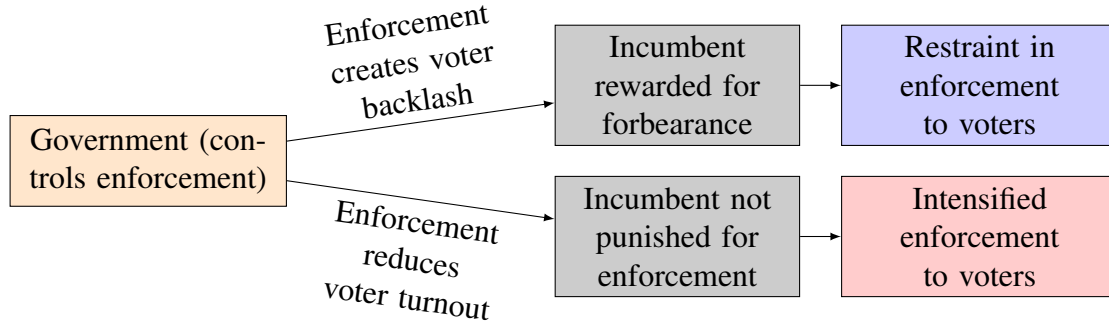 Government (con-
trols enforcement)
Enforcement
creates voter
backlash
Incumbent
rewarded for
forbearance
Restraint in
enforcement
to voters
Enforcement
reduces
voter turnout
Incumbent not
punished for
enforcement
Intensified
enforcement
to voters